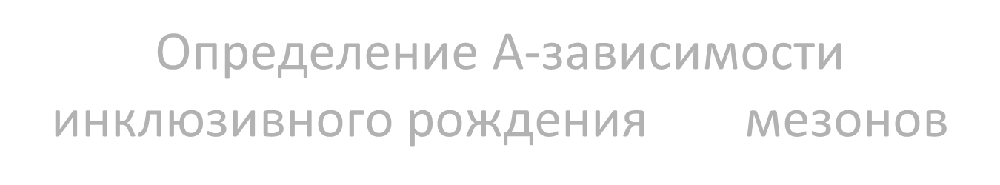 Определение А-зависимости
инклюзивного рождения мезонов